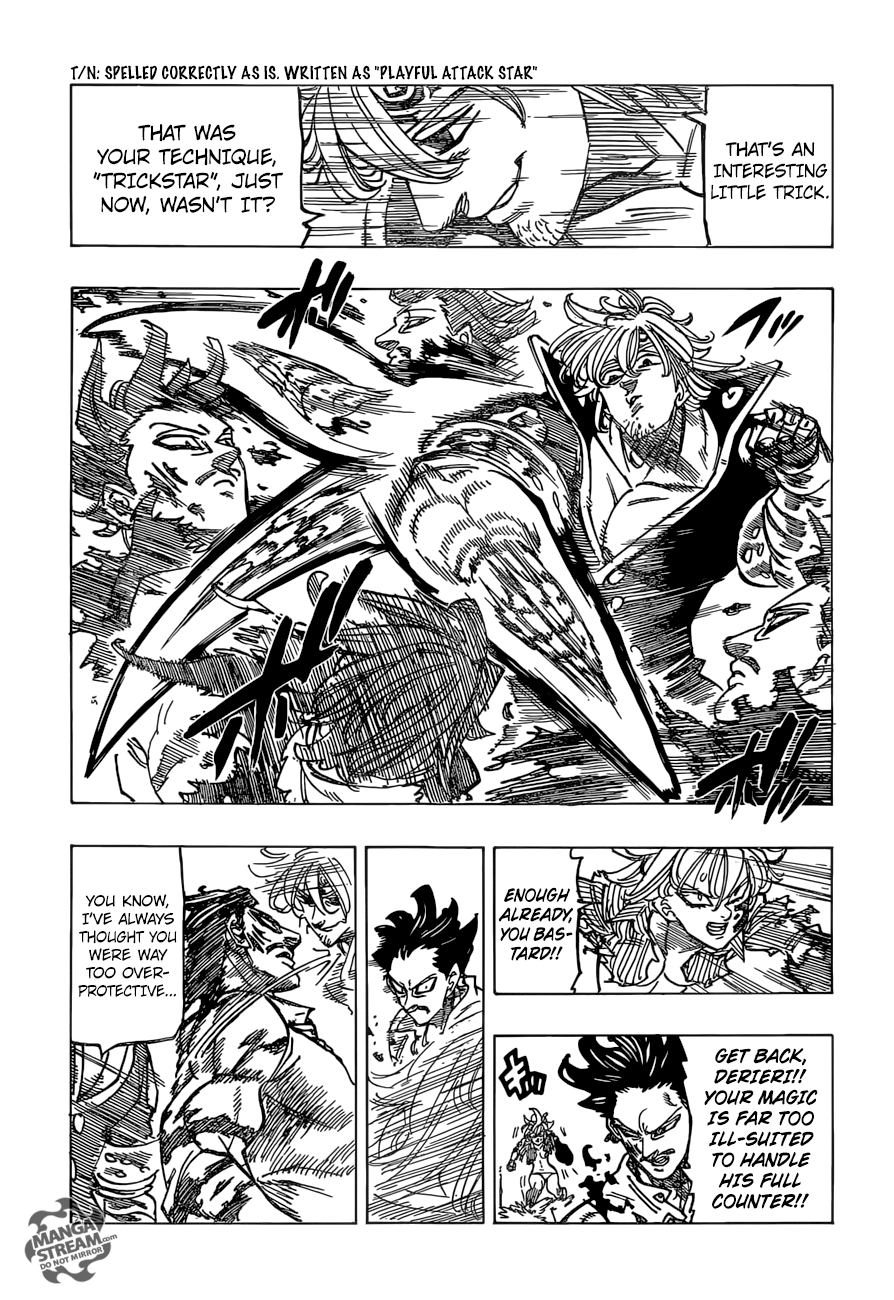 T/N: SPELLED CORRECTLY AS IS. WRITTEN AS "PLAYFUL ATTACK STAR"
THAT'S AN
INTERESTING
LITTLE TRICK.
THAT WAS
YOUR TECHNIQUE,
"TRICKSTAR", JUST
NOW, WASN'T IT?
ENOUGH
ALREADY,
YOU BAS-
TARD!!
GET BACK,
DERIERI!!
YOUR MAGIC
IS FAR TOO
ILL-SUITED
TO HANDLE
HIS FULL
COUNTER!!
YOU KNOW,
I'VE ALWAYS
THOUGHT YOU
WERE WAY
TOO OVER-
PROTECTIVE...
MANGA
STREAM.com
DO NOT MIRROR